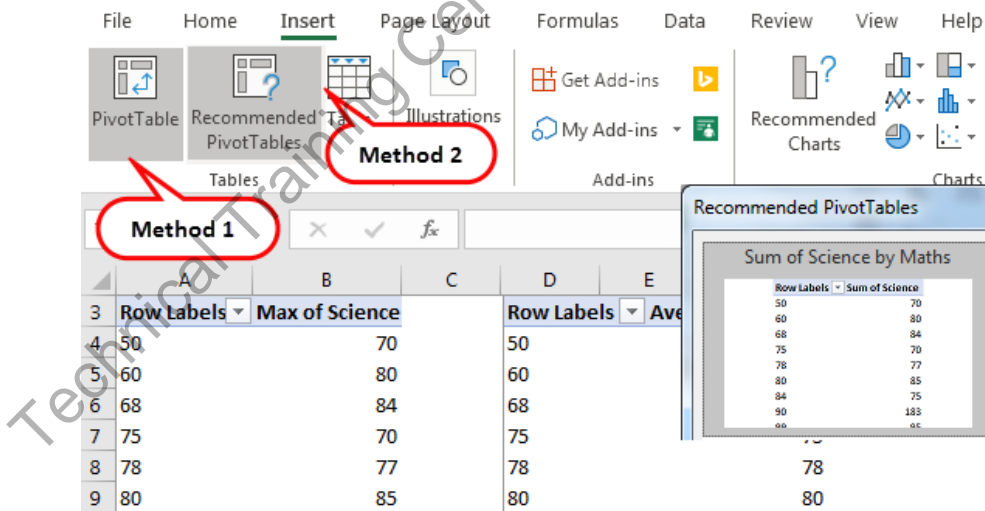 File Home Insert Page Layout Formulas Data Review View Help
PivotTable
Recommended
PivotTables
Illustrations
Get Add-ins
My Add-ins
Recommended
Charts
Method 2
Tables
Add-ins
Charts
Method 1
fx
Recommended PivotTables
Sum of Science by Maths
Row Labels Sum of Science
50 70
60 80
68 84
75 70
78 77
80 85
84 75
90 183
99 95
A B C D E
3 Row Labels Max of Science Row Labels
4 50 70 50
5 60 80 60
6 68 84 68
7 75 70 75
8 78 77 78 78
9 80 85 80 80
Technical Training